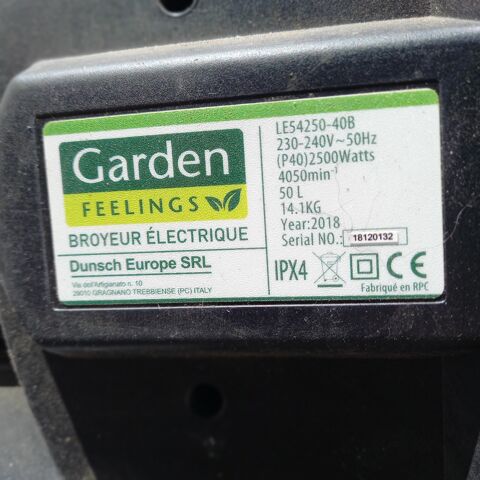 Garden
FEELINGS
BROYEUR ÉLECTRIQUE
Dunsch Europe SRL
Via dell'Artigianato n. 10
29010 GRAGNANO TREBBIENSE (PC) ITALY
LE54250-40B
230-240V~50Hz
(P40)2500Watts
4050min⁻¹
50 L
14.1KG
Year:2018
Serial NO.: 18120132
IPX4 CE
Fabriqué en RPC